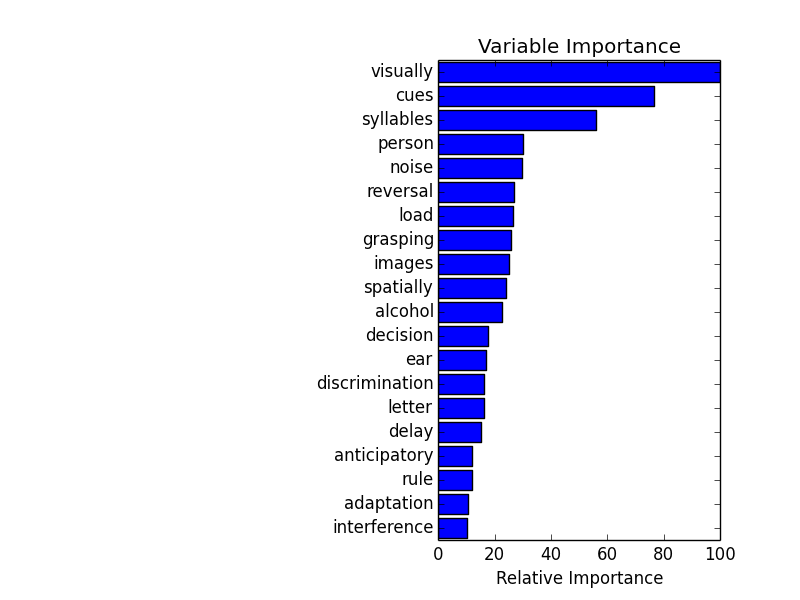 Variable Importance
visually
cues
syllables
person
noise
reversal
load
grasping
images
spatially
alcohol
decision
ear
discrimination
letter
delay
anticipatory
rule
adaptation
interference
0 20 40 60 80 100
Relative Importance